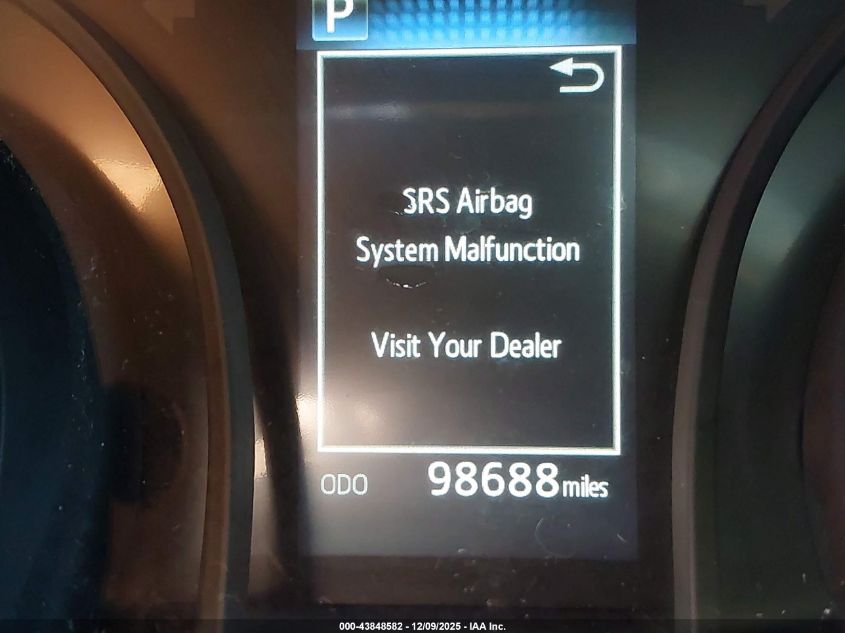 P
SRS Airbag
System Malfunction
Visit Your Dealer
ODO 98688 miles
000-43848582 - 12/09/2025 - IAA Inc.